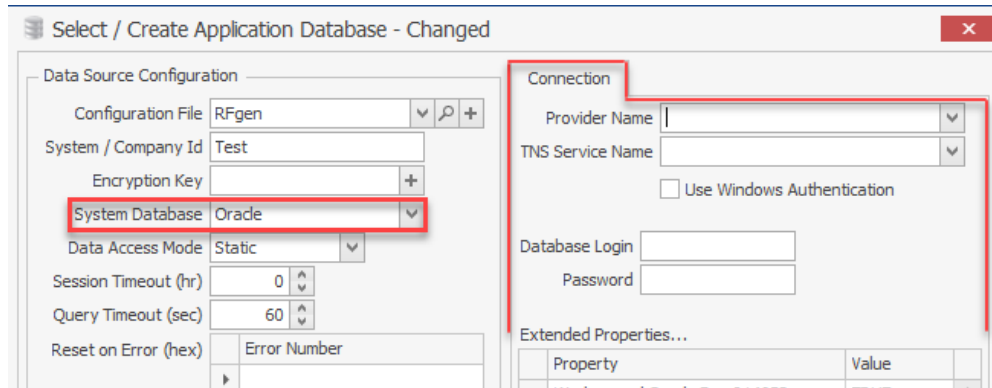 Select / Create Application Database - Changed
Data Source Configuration
Configuration File RFgen
System / Company Id Test
Encryption Key
System Database Oracle
Data Access Mode Static
Session Timeout (hr) 0
Query Timeout (sec) 60
Reset on Error (hex) Error Number
Connection
Provider Name
TNS Service Name
Use Windows Authentication
Database Login
Password
Extended Properties...
Property Value